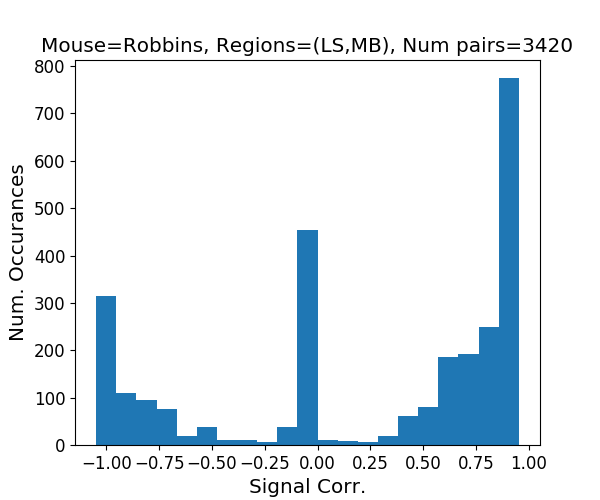 Mouse=Robbins, Regions=(LS,MB), Num pairs=3420
800
700
600
500
400
300
200
100
0
Num. Occurances
−1.00 −0.75 −0.50 −0.25 0.00 0.25 0.50 0.75 1.00
Signal Corr.